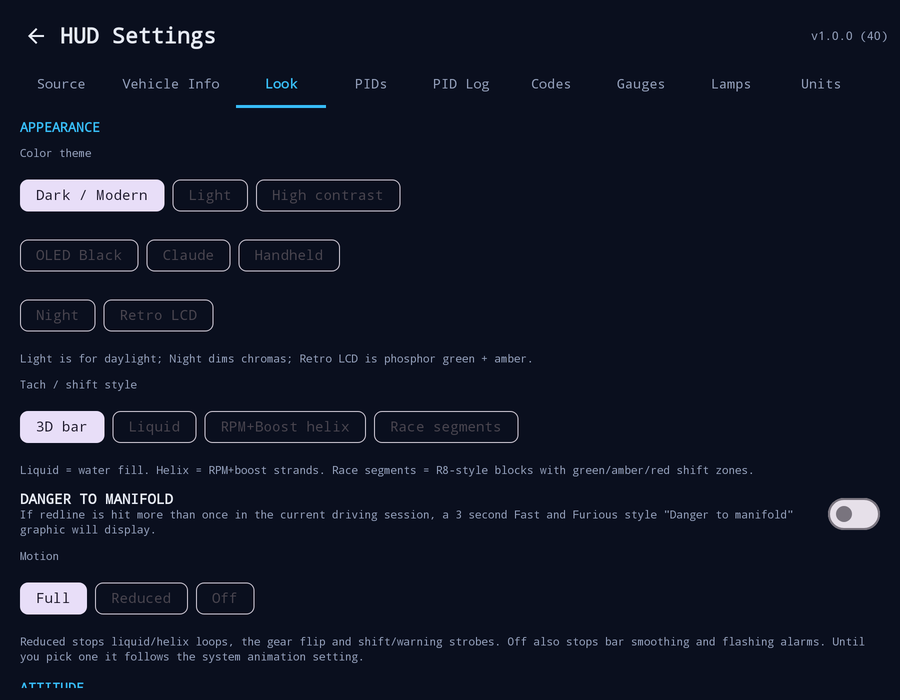 HUD Settings
v1.0.0 (40)
Source Vehicle Info Look PIDs PID Log Codes Gauges Lamps Units
APPEARANCE
Color theme
Dark / Modern Light High contrast
OLED Black Claude Handheld
Night Retro LCD
Light is for daylight; Night dims chromas; Retro LCD is phosphor green + amber.
Tach / shift style
3D bar Liquid RPM+Boost helix Race segments
Liquid = water fill. Helix = RPM+boost strands. Race segments = R8-style blocks with green/amber/red shift zones.
DANGER TO MANIFOLD
If redline is hit more than once in the current driving session, a 3 second Fast and Furious style "Danger to manifold"
graphic will display.
Motion
Full Reduced Off
Reduced stops liquid/helix loops, the gear flip and shift/warning strobes. Off also stops bar smoothing and flashing alarms. Until
you pick one it follows the system animation setting.
ATTITUDE